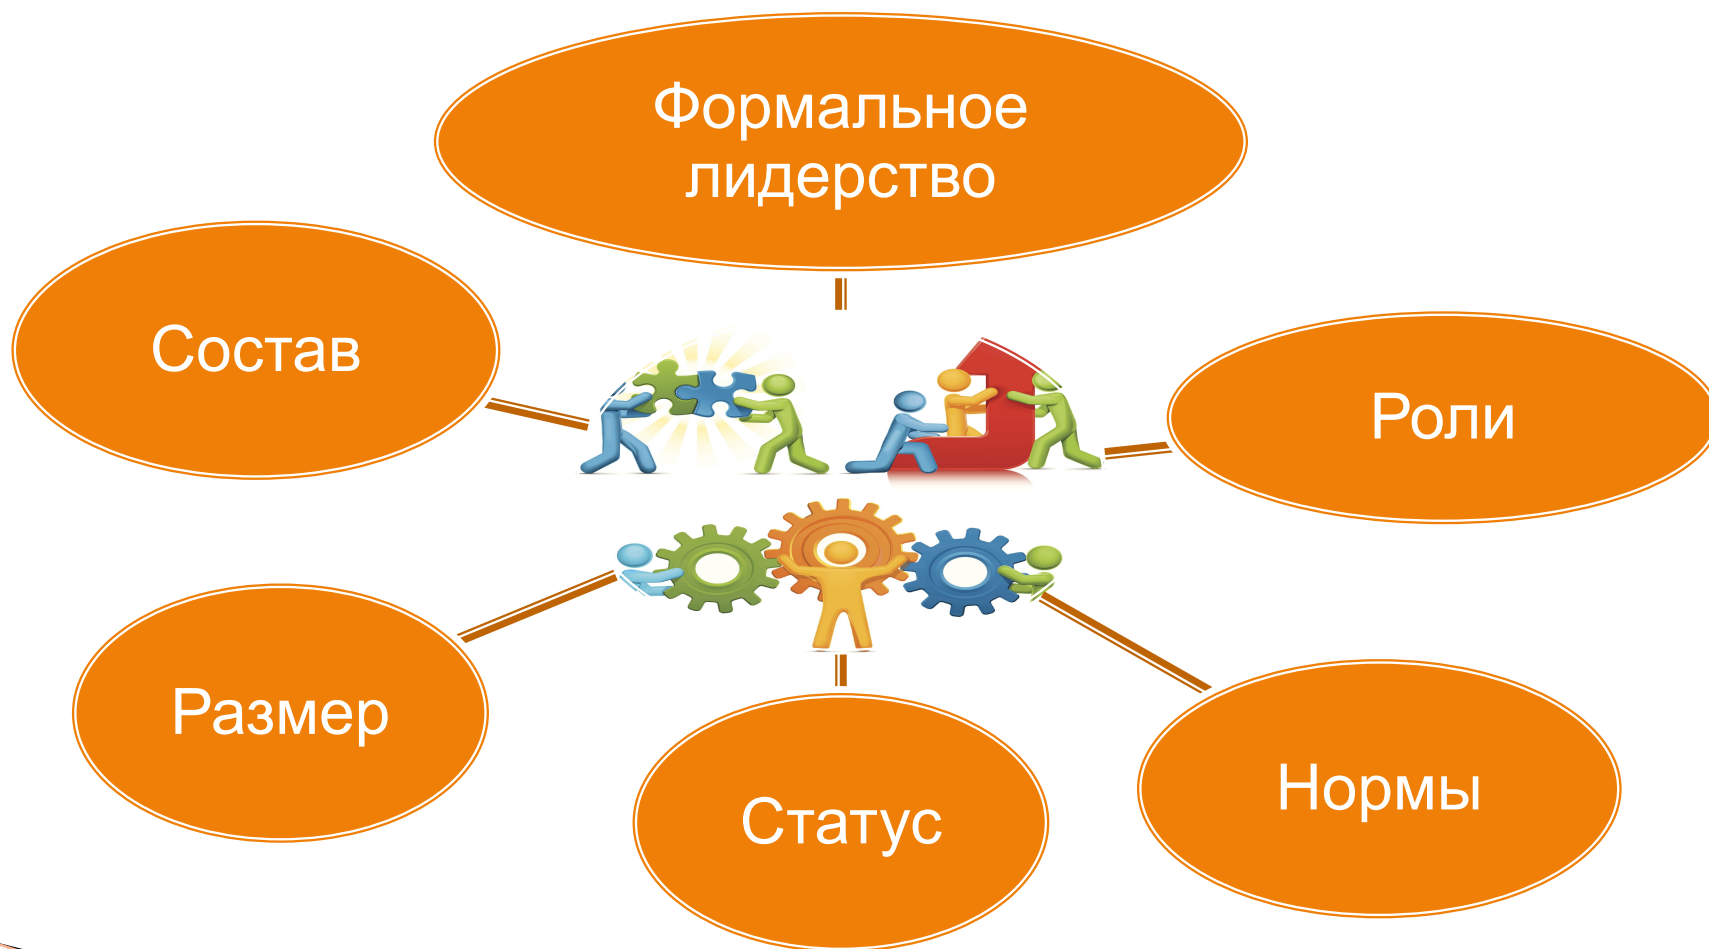 Формальное
лидерство
Состав
Роли
Размер
Нормы
Статус